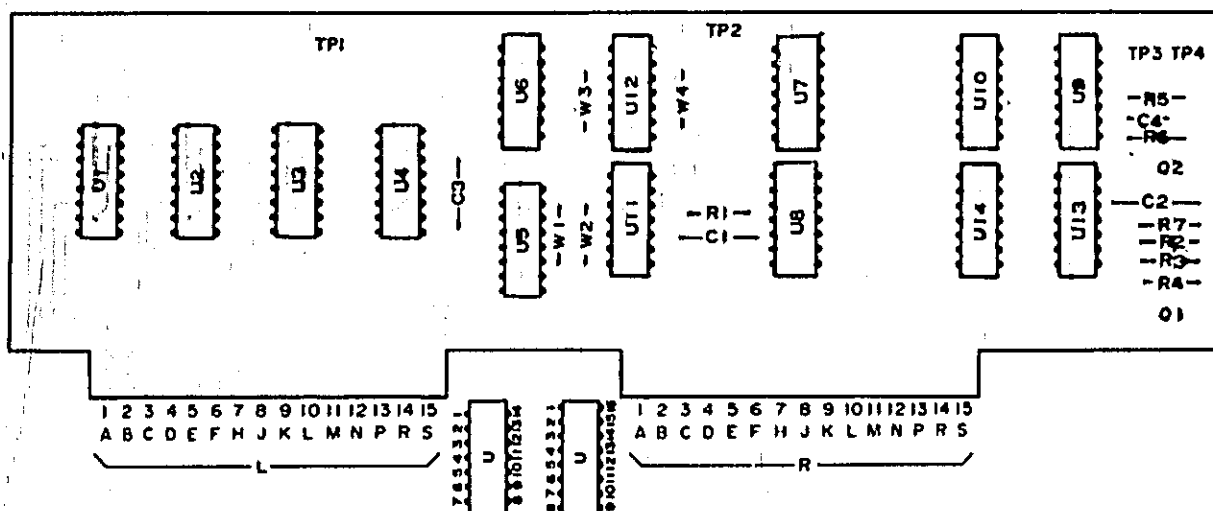 TP1 TP2
TP3 TP4
U6 W3 U12 W4 U7 U10 U9
R5
C4
R6
Q2
U1 U2 U3 U4 C3 U5 W1 W2 U11 R1 C1 U8 U14 U13
C2
R7
R2
R3
R4
Q1
1 2 3 4 5 6 7 8 9 10 11 12 13 14 15
A B C D E F H J K L M N P R S
L
7 6 5 4 3 2 1
U
8 9 10 11 12 13 14
8 7 6 5 4 3 2 1
U
9 10 11 12 13 14 15 16
1 2 3 4 5 6 7 8 9 10 11 12 13 14 15
A B C D E F H J K L M N P R S
R